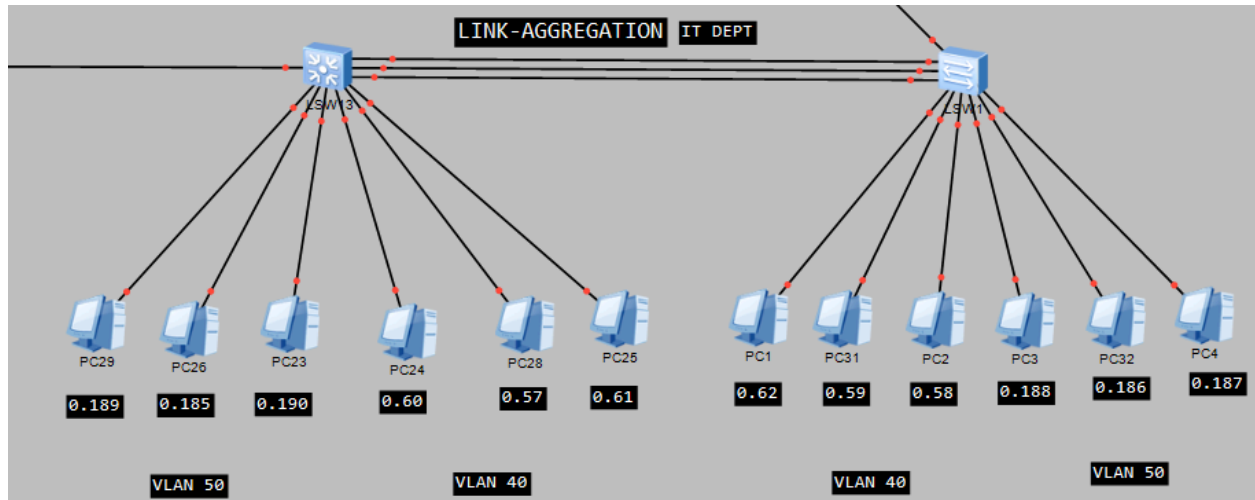 LINK-AGGREGATION IT DEPT
LSW13 LSW1
PC29 PC26 PC23 PC24 PC28 PC25 PC1 PC31 PC2 PC3 PC32 PC4
0.189 0.185 0.190 0.60 0.57 0.61 0.62 0.59 0.58 0.188 0.186 0.187
VLAN 50 VLAN 40 VLAN 40 VLAN 50